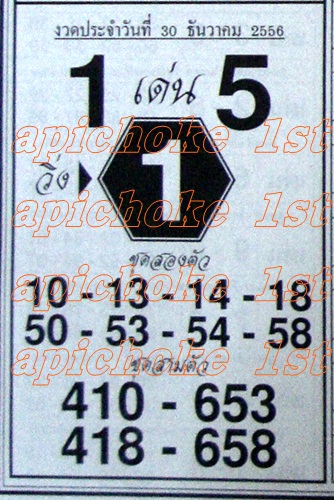 งวดประจำวันที่ 30 ธันวาคม 2556
1 เด่น 5
apichoke 1st
วิ่ง 1
apichoke 1st
ชุดสองตัว
10 - 13 - 14 - 18
apichoke 1st
50 - 53 - 54 - 58
apichoke 1st
ชุดสามตัว
410 - 653
418 - 658